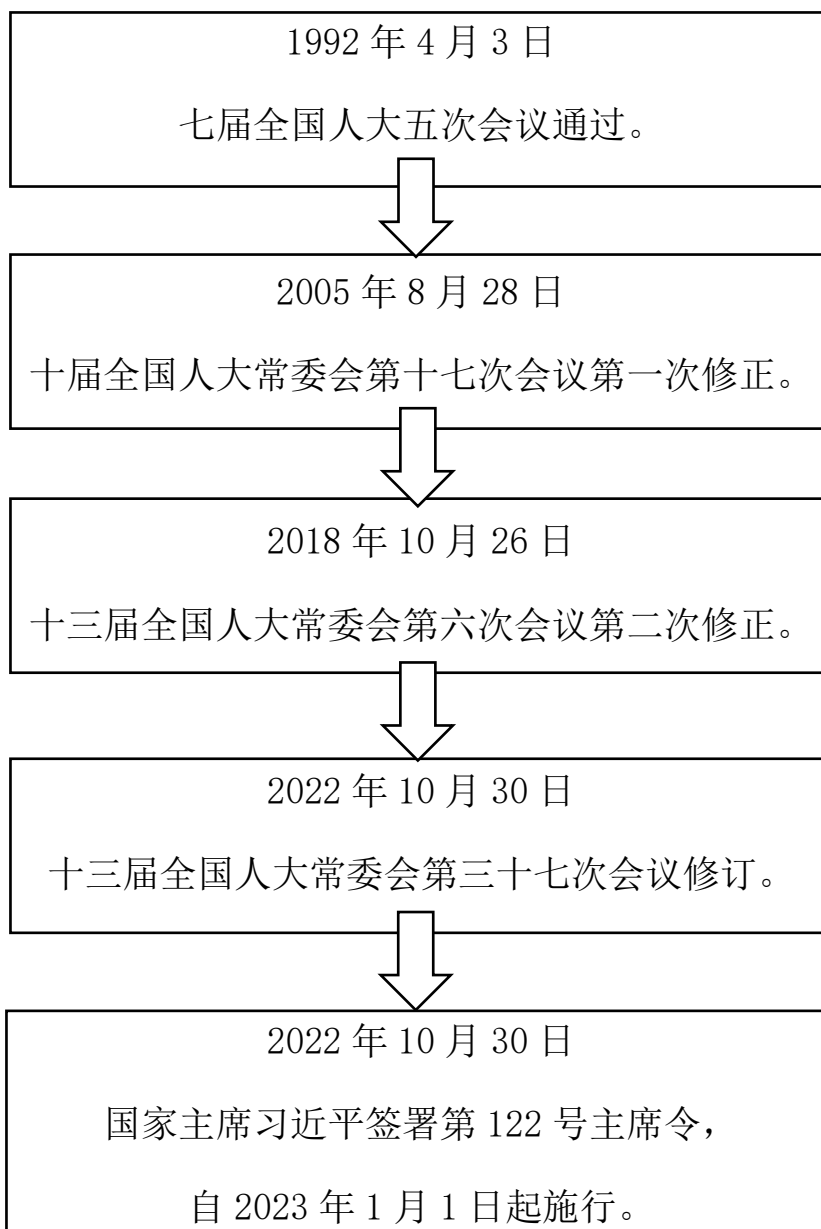 1992 年 4 月 3 日
七届全国人大五次会议通过。
2005 年 8 月 28 日
十届全国人大常委会第十七次会议第一次修正。
2018 年 10 月 26 日
十三届全国人大常委会第六次会议第二次修正。
2022 年 10 月 30 日
十三届全国人大常委会第三十七次会议修订。
2022 年 10 月 30 日
国家主席习近平签署第 122 号主席令，
自 2023 年 1 月 1 日起施行。